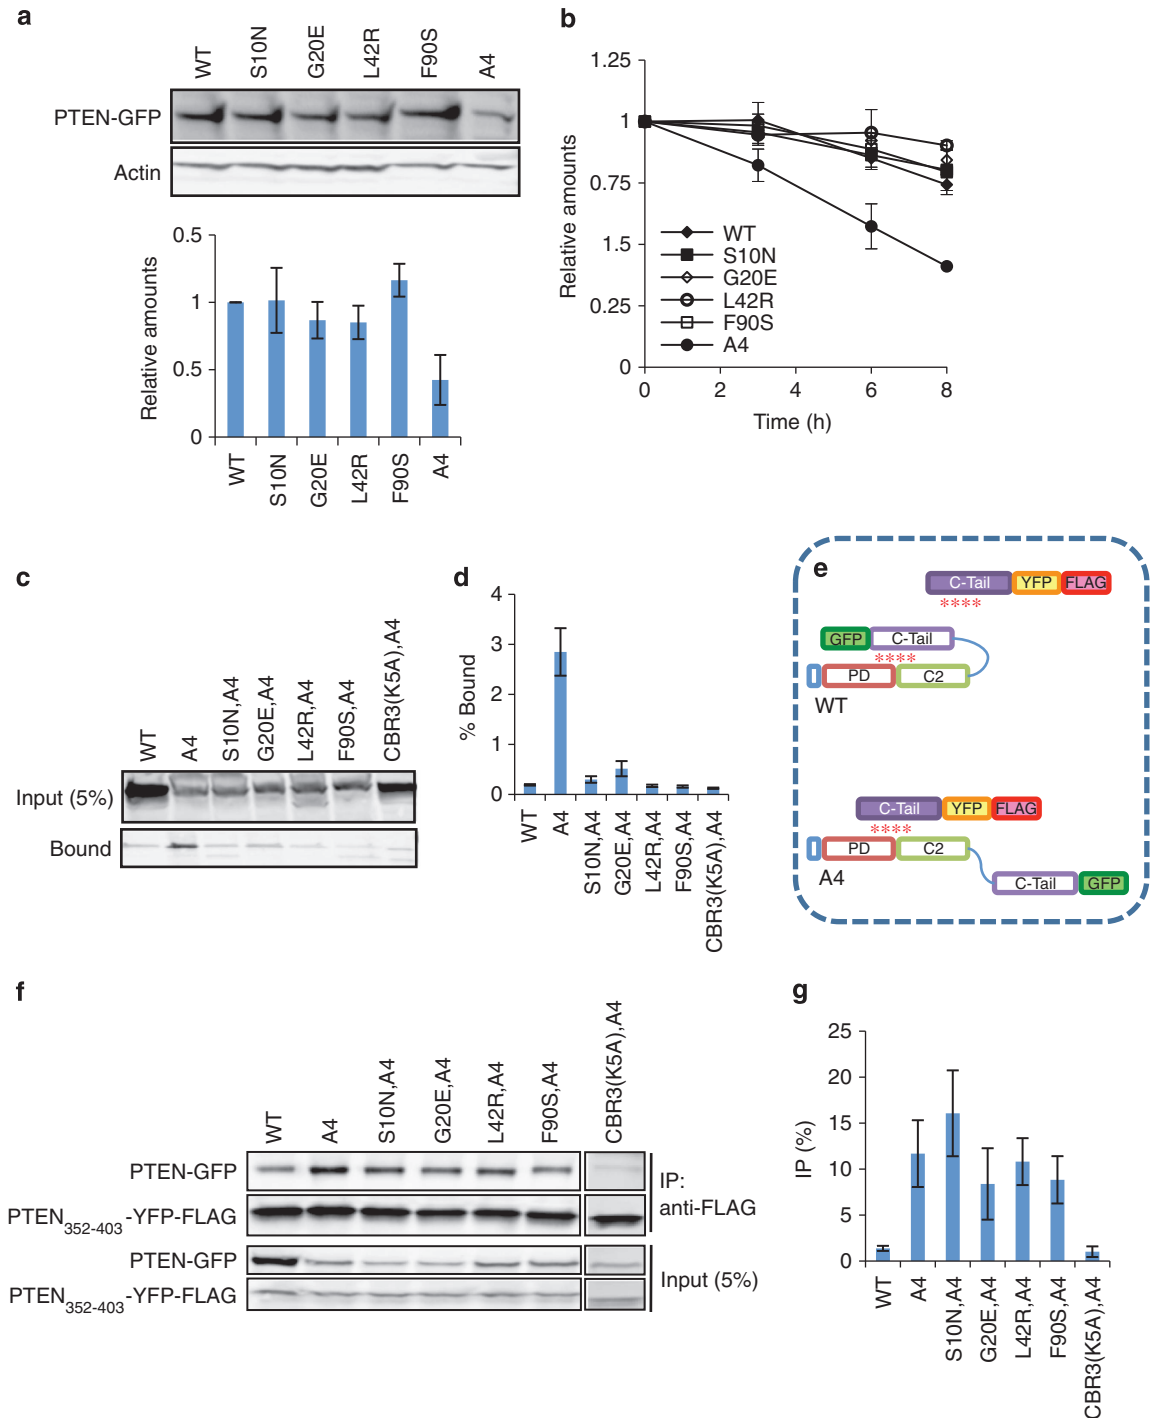 a
WT
S10N
G20E
L42R
F90S
A4
PTEN-GFP
Actin
Relative amounts
0.5
1
0.5
0
WT
S10N
G20E
L42R
F90S
A4
b
Relative amounts
1.25
1
0.75
1.5
0.25
0
WT
S10N
G20E
L42R
F90S
A4
0 2 4 6 8
Time (h)
c
WT
A4
S10N,A4
G20E,A4
L42R,A4
F90S,A4
CBR3(K5A),A4
Input (5%)
Bound
d
% Bound
4
3
2
1
0
WT
A4
S10N,A4
G20E,A4
L42R,A4
F90S,A4
CBR3(K5A),A4
e
C-Tail YFP FLAG
****
GFP C-Tail
****
PD C2
WT
C-Tail YFP FLAG
****
PD C2
A4
C-Tail GFP
f
WT
A4
S10N,A4
G20E,A4
L42R,A4
F90S,A4
CBR3(K5A),A4
PTEN-GFP
PTEN352-403-YFP-FLAG
IP:
anti-FLAG
PTEN-GFP
PTEN352-403-YFP-FLAG
Input (5%)
g
IP (%)
25
20
15
10
5
0
WT
A4
S10N,A4
G20E,A4
L42R,A4
F90S,A4
CBR3(K5A),A4